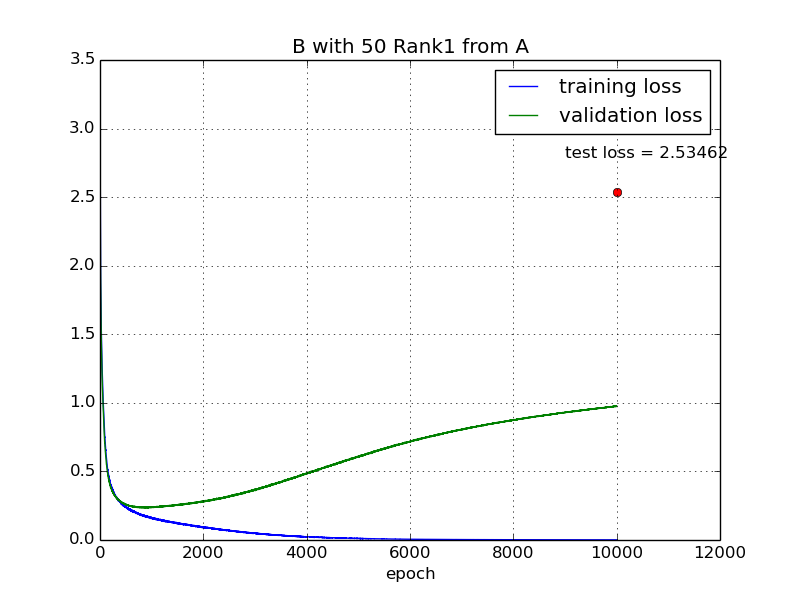 B with 50 Rank1 from A
training loss
validation loss
test loss = 2.53462
3.5
3.0
2.5
2.0
1.5
1.0
0.5
0.0
0 2000 4000 6000 8000 10000 12000
epoch